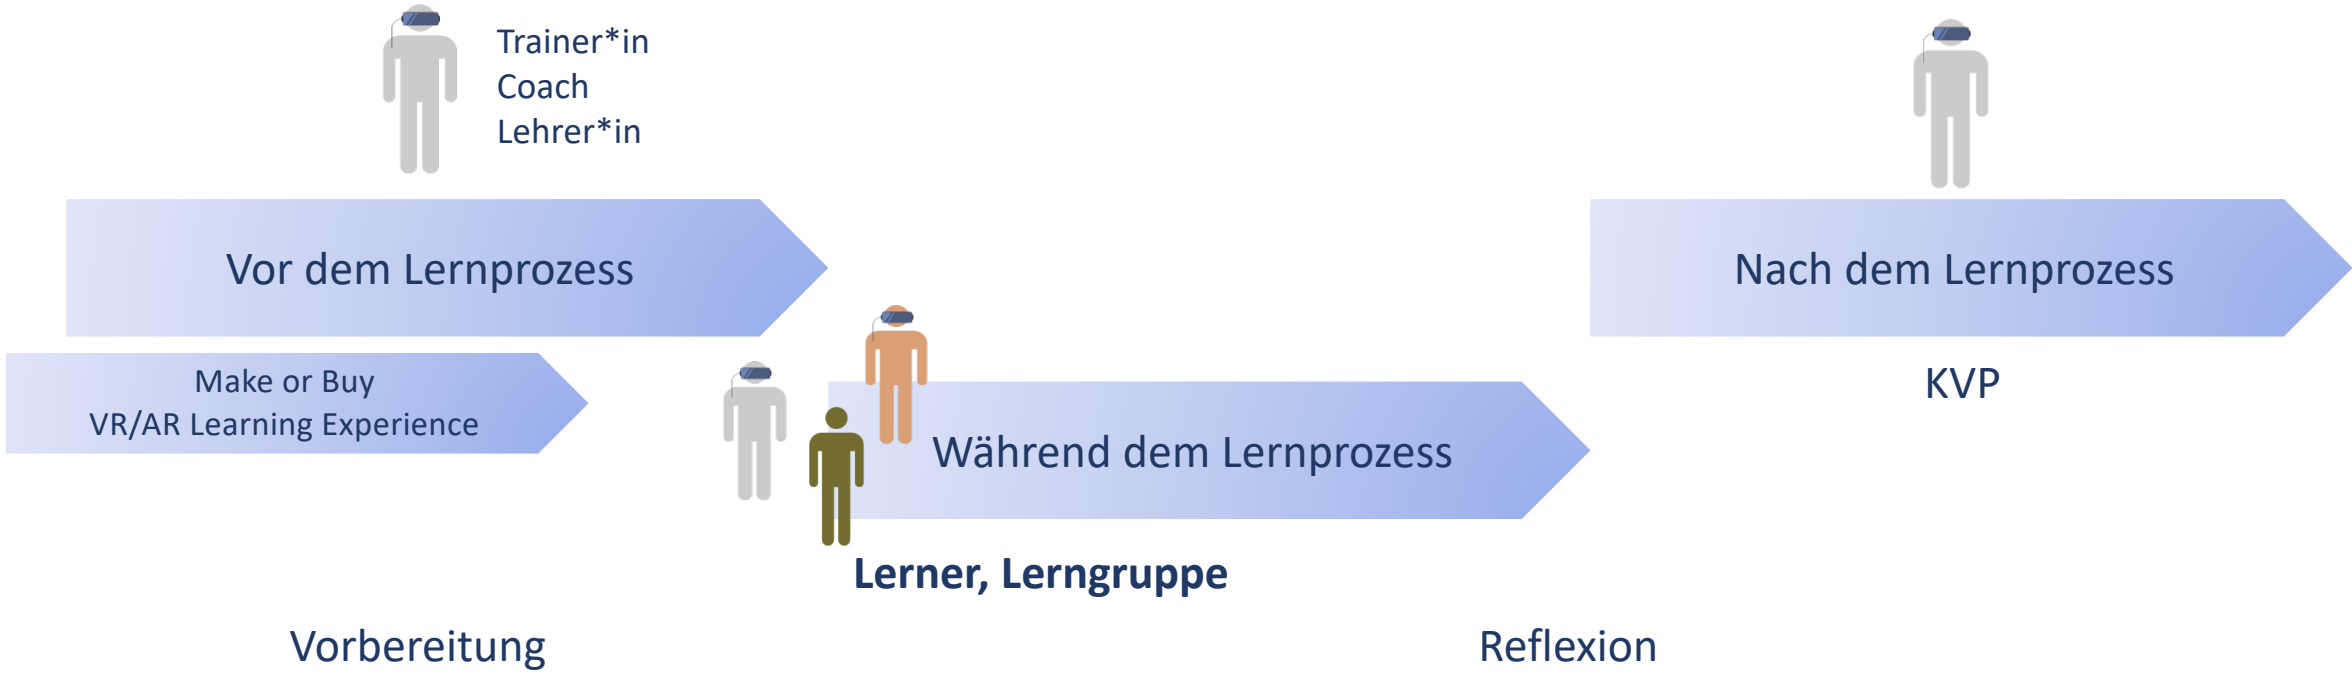 Trainer*in
Coach
Lehrer*in
Vor dem Lernprozess
Nach dem Lernprozess
Make or Buy
VR/AR Learning Experience
KVP
Während dem Lernprozess
Lerner, Lerngruppe
Vorbereitung
Reflexion